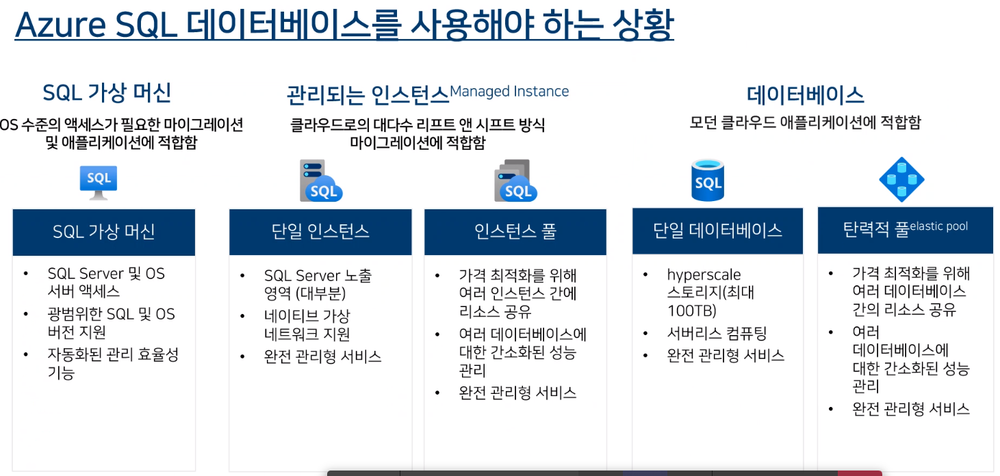 Azure SQL 데이터베이스를 사용해야 하는 상황
SQL 가상 머신
OS 수준의 액세스가 필요한 마이그레이션
및 애플리케이션에 적합함
SQL
SQL 가상 머신
• SQL Server 및 OS
서버 액세스
• 광범위한 SQL 및 OS
버전 지원
• 자동화된 관리 효율성
기능
관리되는 인스턴스Managed Instance
클라우드로의 대다수 리프트 앤 시프트 방식
마이그레이션에 적합함
SQL
단일 인스턴스
• SQL Server 노출
영역 (대부분)
• 네이티브 가상
네트워크 지원
• 완전 관리형 서비스
SQL
인스턴스 풀
• 가격 최적화를 위해
여러 인스턴스 간에
리소스 공유
• 여러 데이터베이스에
대한 간소화된 성능
관리
• 완전 관리형 서비스
데이터베이스
모던 클라우드 애플리케이션에 적합함
SQL
단일 데이터베이스
• hyperscale
스토리지(최대
100TB)
• 서버리스 컴퓨팅
• 완전 관리형 서비스
탄력적 풀elastic pool
• 가격 최적화를 위해
여러 데이터베이스
간의 리소스 공유
• 여러
데이터베이스에
대한 간소화된 성능
관리
• 완전 관리형 서비스